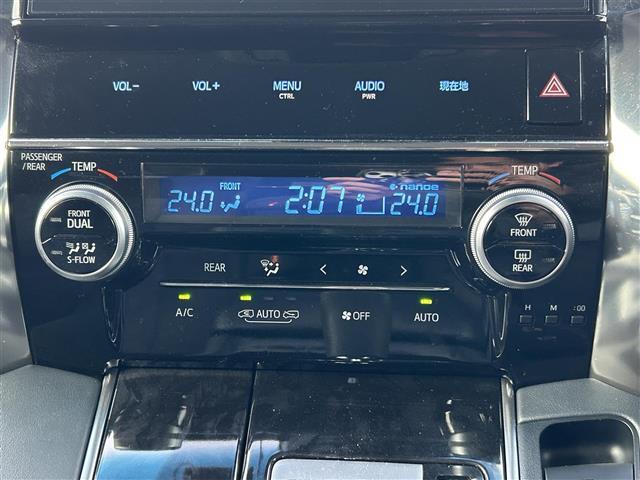 VOL− VOL+ MENU AUDIO 現在地
CTRL PWR
PASSENGER
/REAR
TEMP TEMP
FRONT nanoe
24.0 2:07 24.0
FRONT
DUAL
S-FLOW
FRONT
REAR
REAR < >
H M :00
A/C AUTO OFF AUTO